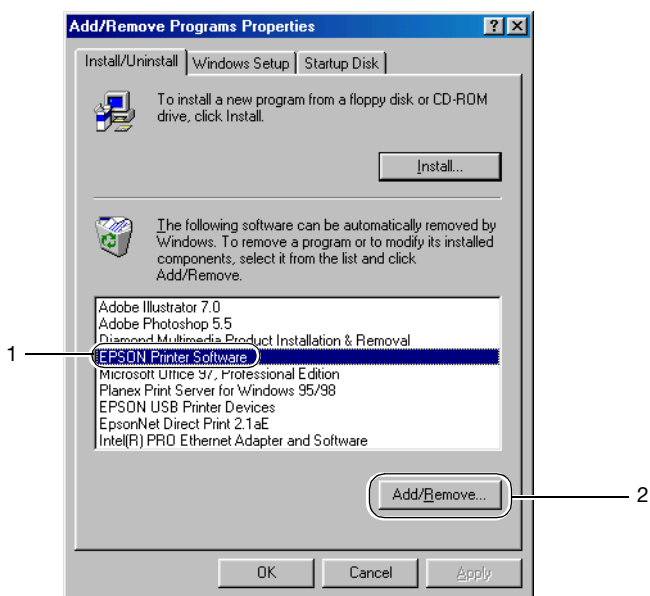 Add/Remove Programs Properties
Install/Uninstall
Windows Setup
Startup Disk
To install a new program from a floppy disk or CD-ROM
drive, click Install.
Install...
The following software can be automatically removed by
Windows. To remove a program or to modify its installed
components, select it from the list and click
Add/Remove.
Adobe Illustrator 7.0
Adobe Photoshop 5.5
Diamond Multimedia Product Installation & Removal
1
EPSON Printer Software
Microsoft Office 97, Professional Edition
Planex Print Server for Windows 95/98
EPSON USB Printer Devices
EpsonNet Direct Print 2.1aE
Intel(R) PRO Ethernet Adapter and Software
Add/Remove...
2
OK
Cancel
Apply